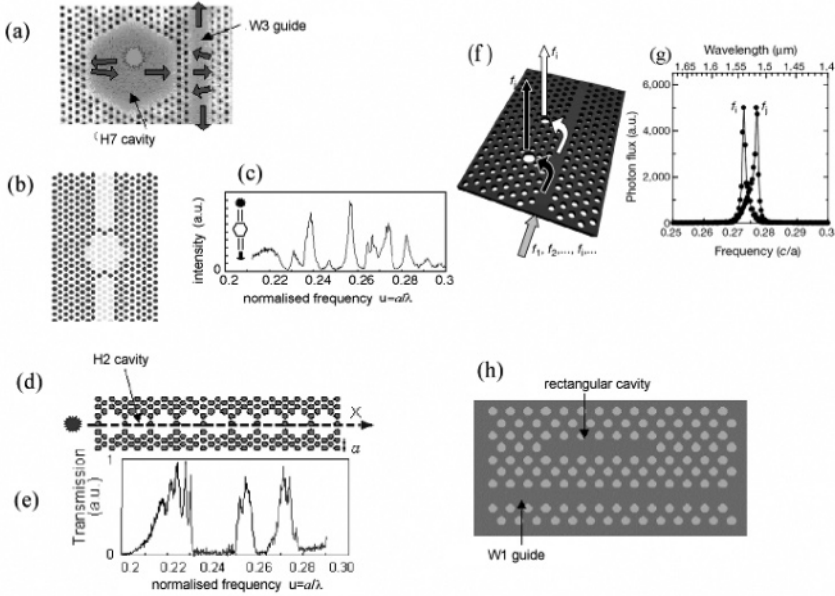 (a)
W3 guide
H7 cavity
(b)
(c)
intensity (a.u.)
0.2 0.22 0.24 0.26 0.28 0.3
normalised frequency u=a/λ
(f)
fi
f1, f2,..., fi,...
(g)
Wavelength (μm)
1.65 1.6 1.55 1.5 1.45 1.4
Photon flux (a.u.)
6,000
4,000
2,000
0
fi fj
0.25 0.26 0.27 0.28 0.29 0.3
Frequency (c/a)
(d)
H2 cavity
X
a
(e)
Transmission
(a.u.)
1
0
0.2 0.22 0.24 0.26 0.28 0.30
normalised frequency u=a/λ
(h)
rectangular cavity
W1 guide